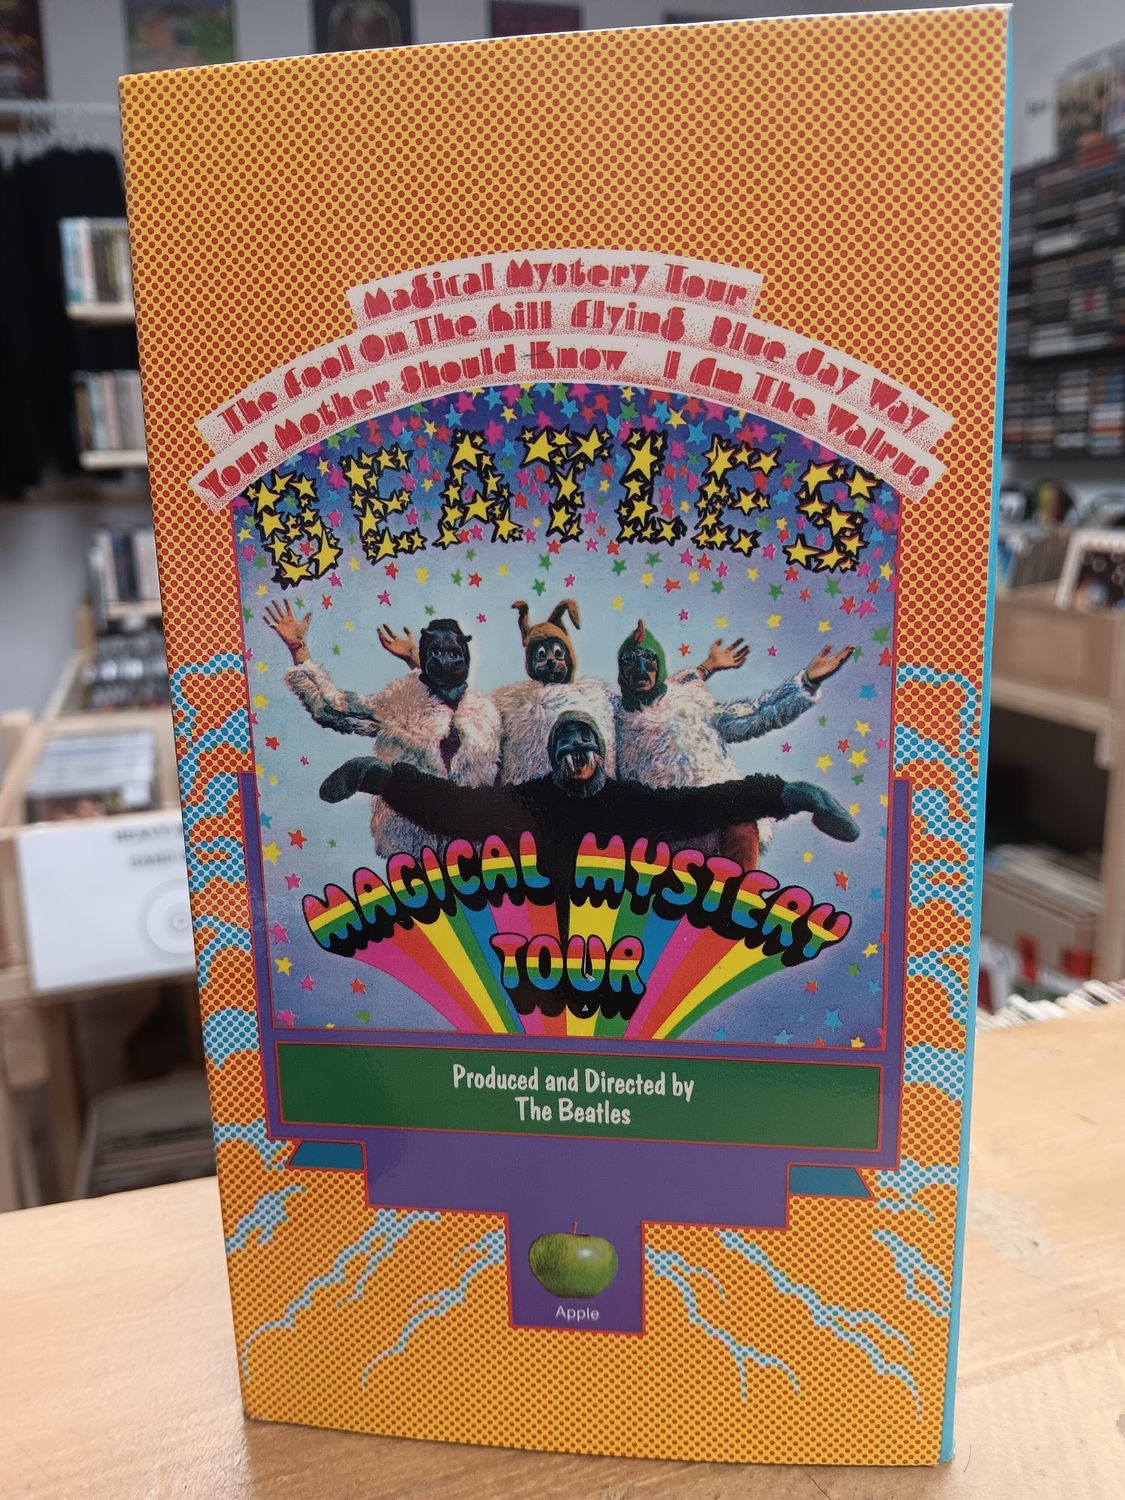 Magical Mystery Tour
The Fool On The Hill Flying Blue Jay Way
Your Mother Should Know I Am The Walrus
BEATLES
MAGICAL MYSTERY
TOUR
Produced and Directed by
The Beatles
Apple
HEAVY